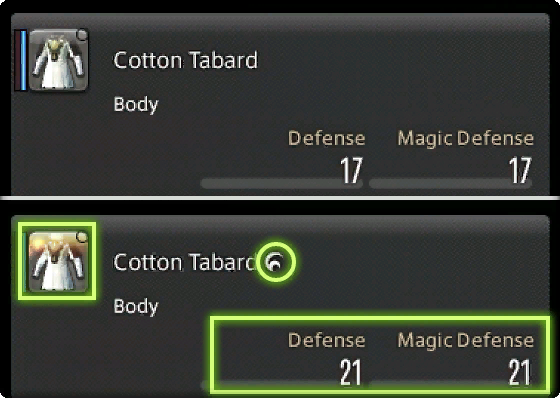 Cotton Tabard
Body
Defense Magic Defense
17 17
Cotton Tabard
Body
Defense Magic Defense
21 21